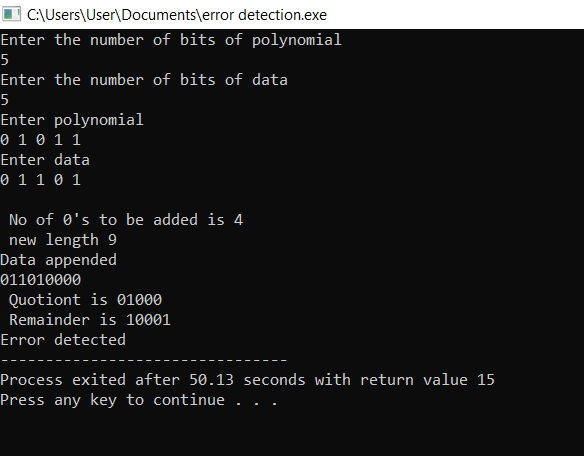 C:\Users\User\Documents\error detection.exe
Enter the number of bits of polynomial
5
Enter the number of bits of data
5
Enter polynomial
0 1 0 1 1
Enter data
0 1 1 0 1
No of 0's to be added is 4
new length 9
Data appended
011010000
Quotiont is 01000
Remainder is 10001
Error detected
--------------------------------
Process exited after 50.13 seconds with return value 15
Press any key to continue . . .